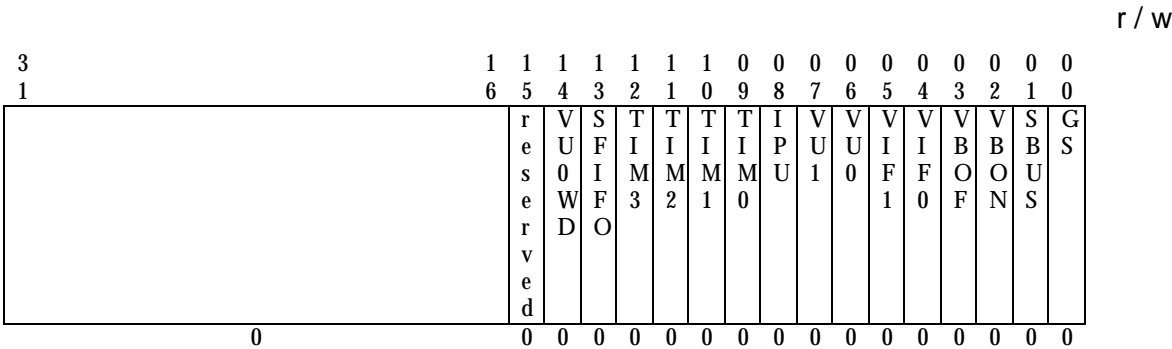 r / w
3 1 1 1 1 1 1 1 0 0 0 0 0 0 0 0 0 0
1 6 5 4 3 2 1 0 9 8 7 6 5 4 3 2 1 0
reserved VU0WD SFIFO TIM3 TIM2 TIM1 TIM0 IPU VU1 VU0 VIF1 VIF0 VBOF VBON SBUS GS
0 0 0 0 0 0 0 0 0 0 0 0 0 0 0 0 0